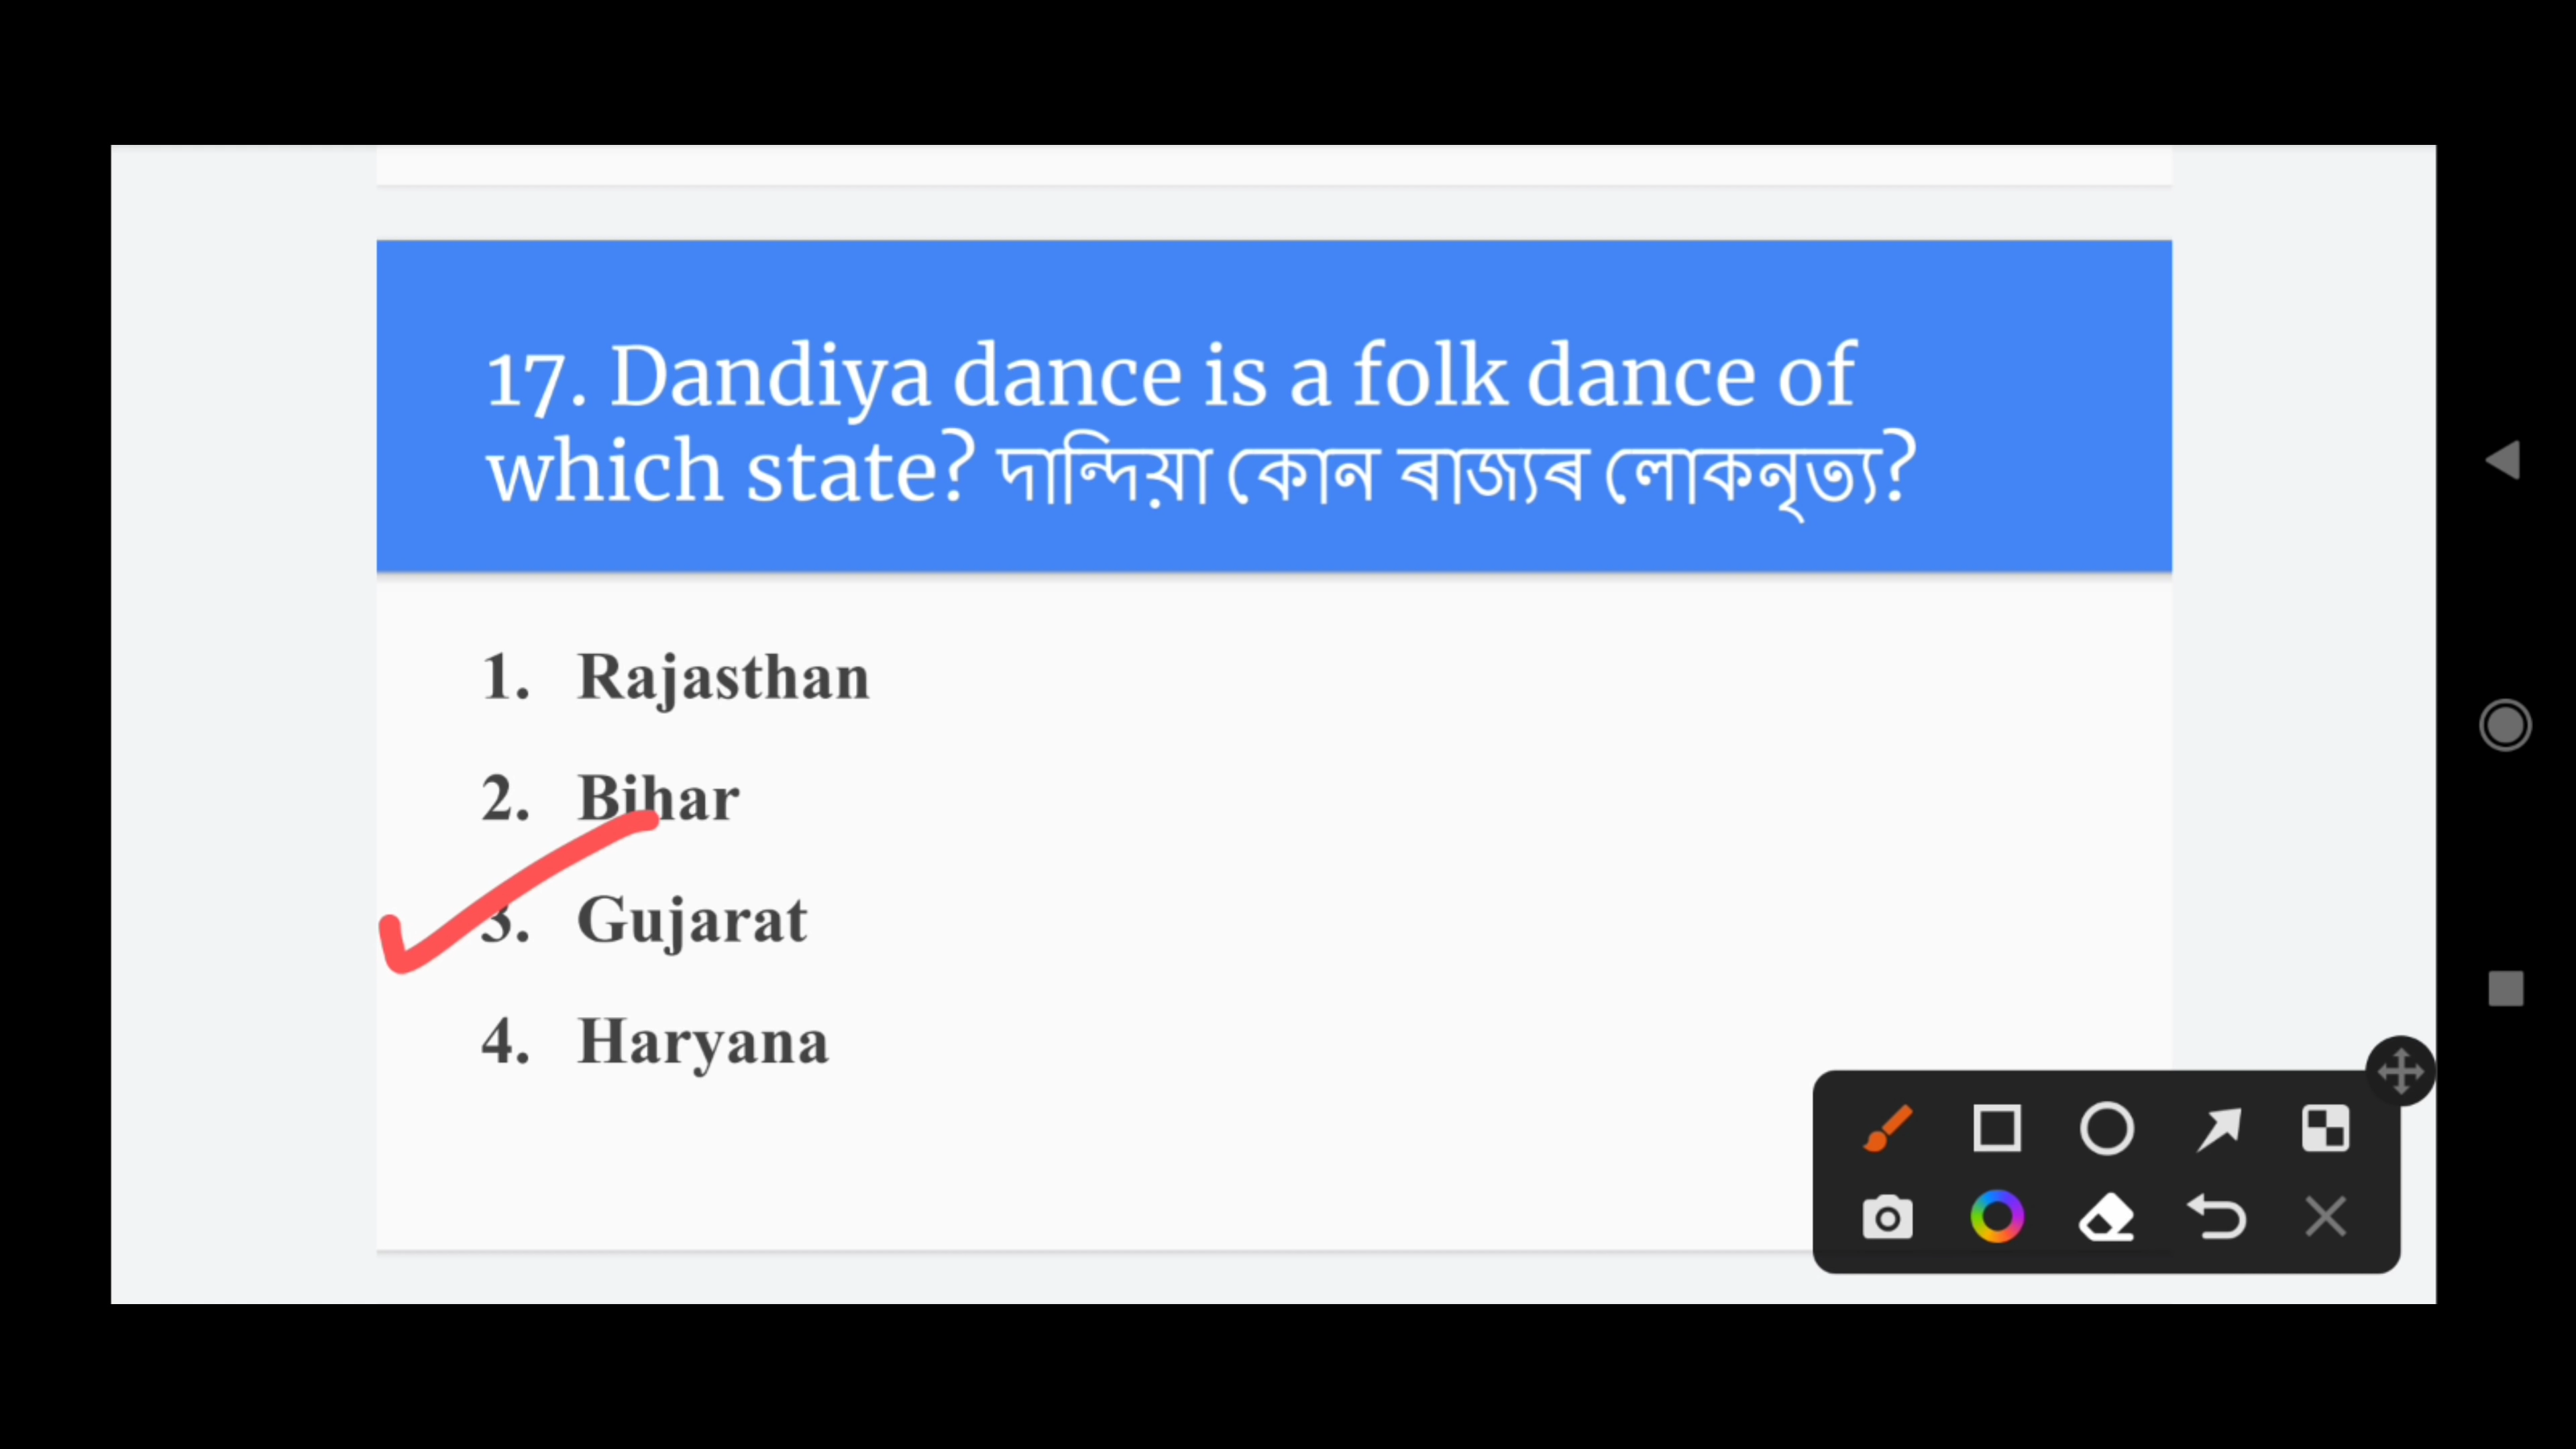 17. Dandiya dance is a folk dance of
which state? দান্দিয়া কোন ৰাজ্যৰ লোকনৃত্য?
1. Rajasthan
2. Bihar
3. Gujarat
4. Haryana